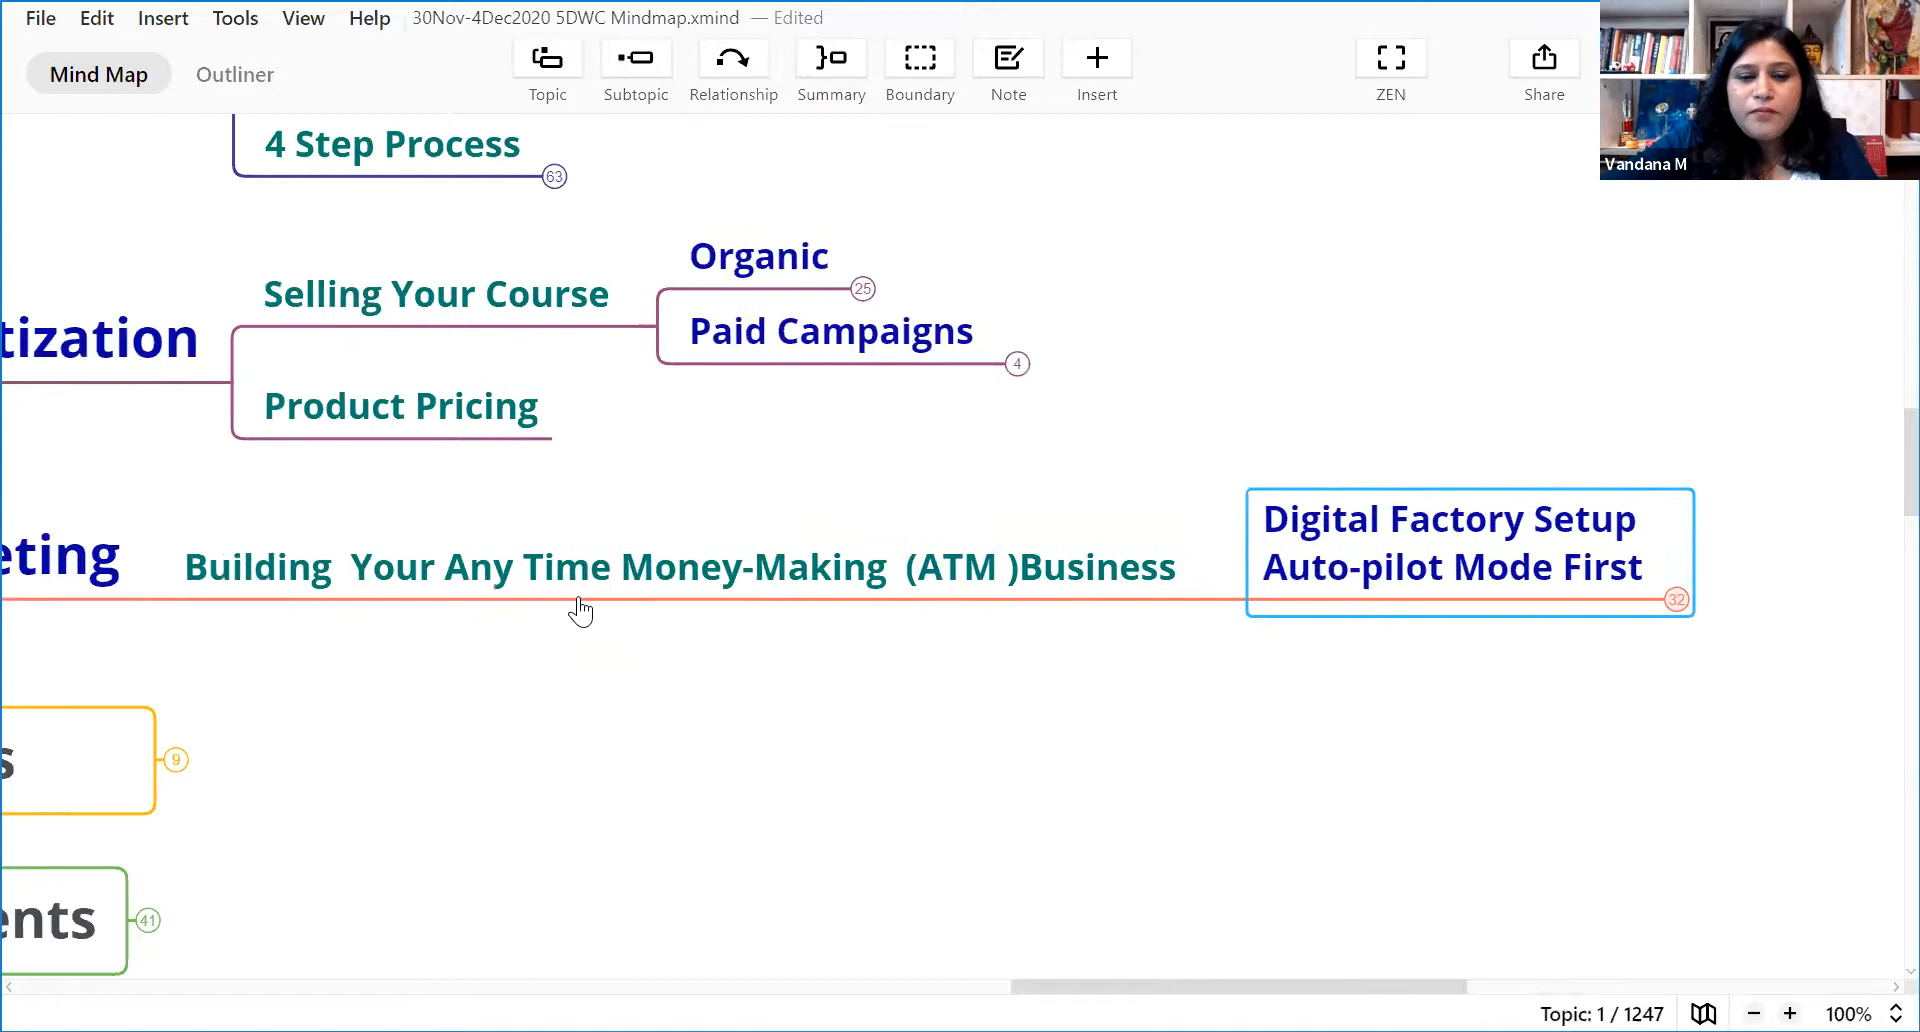 File Edit Insert Tools View Help 30Nov-4Dec2020 5DWC Mindmap.xmind — Edited
Mind Map Outliner
Topic Subtopic Relationship Summary Boundary Note Insert ZEN Share
Vandana M
4 Step Process
63
Organic
25
Selling Your Course
Paid Campaigns
4
tization
Product Pricing
Digital Factory Setup
eting Building Your Any Time Money-Making (ATM )Business Auto-pilot Mode First
32
s 9
ents 41
Topic: 1 / 1247 100%